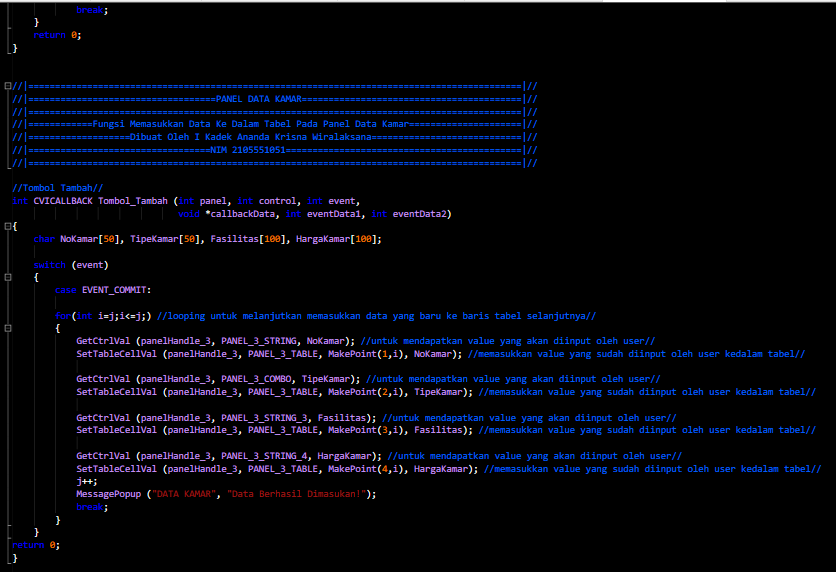 break;
}
return 0;
}
//|============================================================================================|//
//|===================================PANEL DATA KAMAR=========================================|//
//|============================================================================================|//
//|============Fungsi Memasukkan Data Ke Dalam Tabel Pada Panel Data Kamar=====================|//
//|===================Dibuat Oleh I Kadek Ananda Krisna Wiralaksana============================|//
//|==================================NIM 2105551051============================================|//
//|============================================================================================|//
//Tombol Tambah//
int CVICALLBACK Tombol_Tambah (int panel, int control, int event,
void *callbackData, int eventData1, int eventData2)
{
char NoKamar[50], TipeKamar[50], Fasilitas[100], HargaKamar[100];
switch (event)
{
case EVENT_COMMIT:
for(int i=j;i<=j;) //looping untuk melanjutkan memasukkan data yang baru ke baris tabel selanjutnya//
{
GetCtrlVal (panelHandle_3, PANEL_3_STRING, NoKamar); //untuk mendapatkan value yang akan diinput oleh user//
SetTableCellVal (panelHandle_3, PANEL_3_TABLE, MakePoint(1,i), NoKamar); //memasukkan value yang sudah diinput oleh user kedalam tabel//
GetCtrlVal (panelHandle_3, PANEL_3_COMBO, TipeKamar); //untuk mendapatkan value yang akan diinput oleh user//
SetTableCellVal (panelHandle_3, PANEL_3_TABLE, MakePoint(2,i), TipeKamar); //memasukkan value yang sudah diinput oleh user kedalam tabel//
GetCtrlVal (panelHandle_3, PANEL_3_STRING_3, Fasilitas); //untuk mendapatkan value yang akan diinput oleh user//
SetTableCellVal (panelHandle_3, PANEL_3_TABLE, MakePoint(3,i), Fasilitas); //memasukkan value yang sudah diinput oleh user kedalam tabel//
GetCtrlVal (panelHandle_3, PANEL_3_STRING_4, HargaKamar); //untuk mendapatkan value yang akan diinput oleh user//
SetTableCellVal (panelHandle_3, PANEL_3_TABLE, MakePoint(4,i), HargaKamar); //memasukkan value yang sudah diinput oleh user kedalam tabel//
j++;
MessagePopup ("DATA KAMAR", "Data Berhasil Dimasukan!");
break;
}
}
return 0;
}